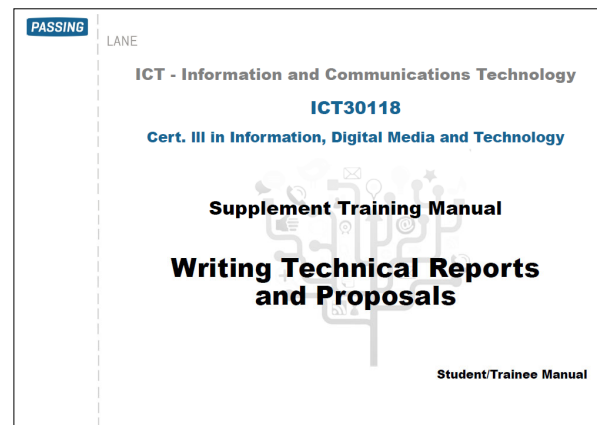 PASSING
LANE
ICT - Information and Communications Technology
ICT30118
Cert. III in Information, Digital Media and Technology
Supplement Training Manual
Writing Technical Reports
and Proposals
Student/Trainee Manual